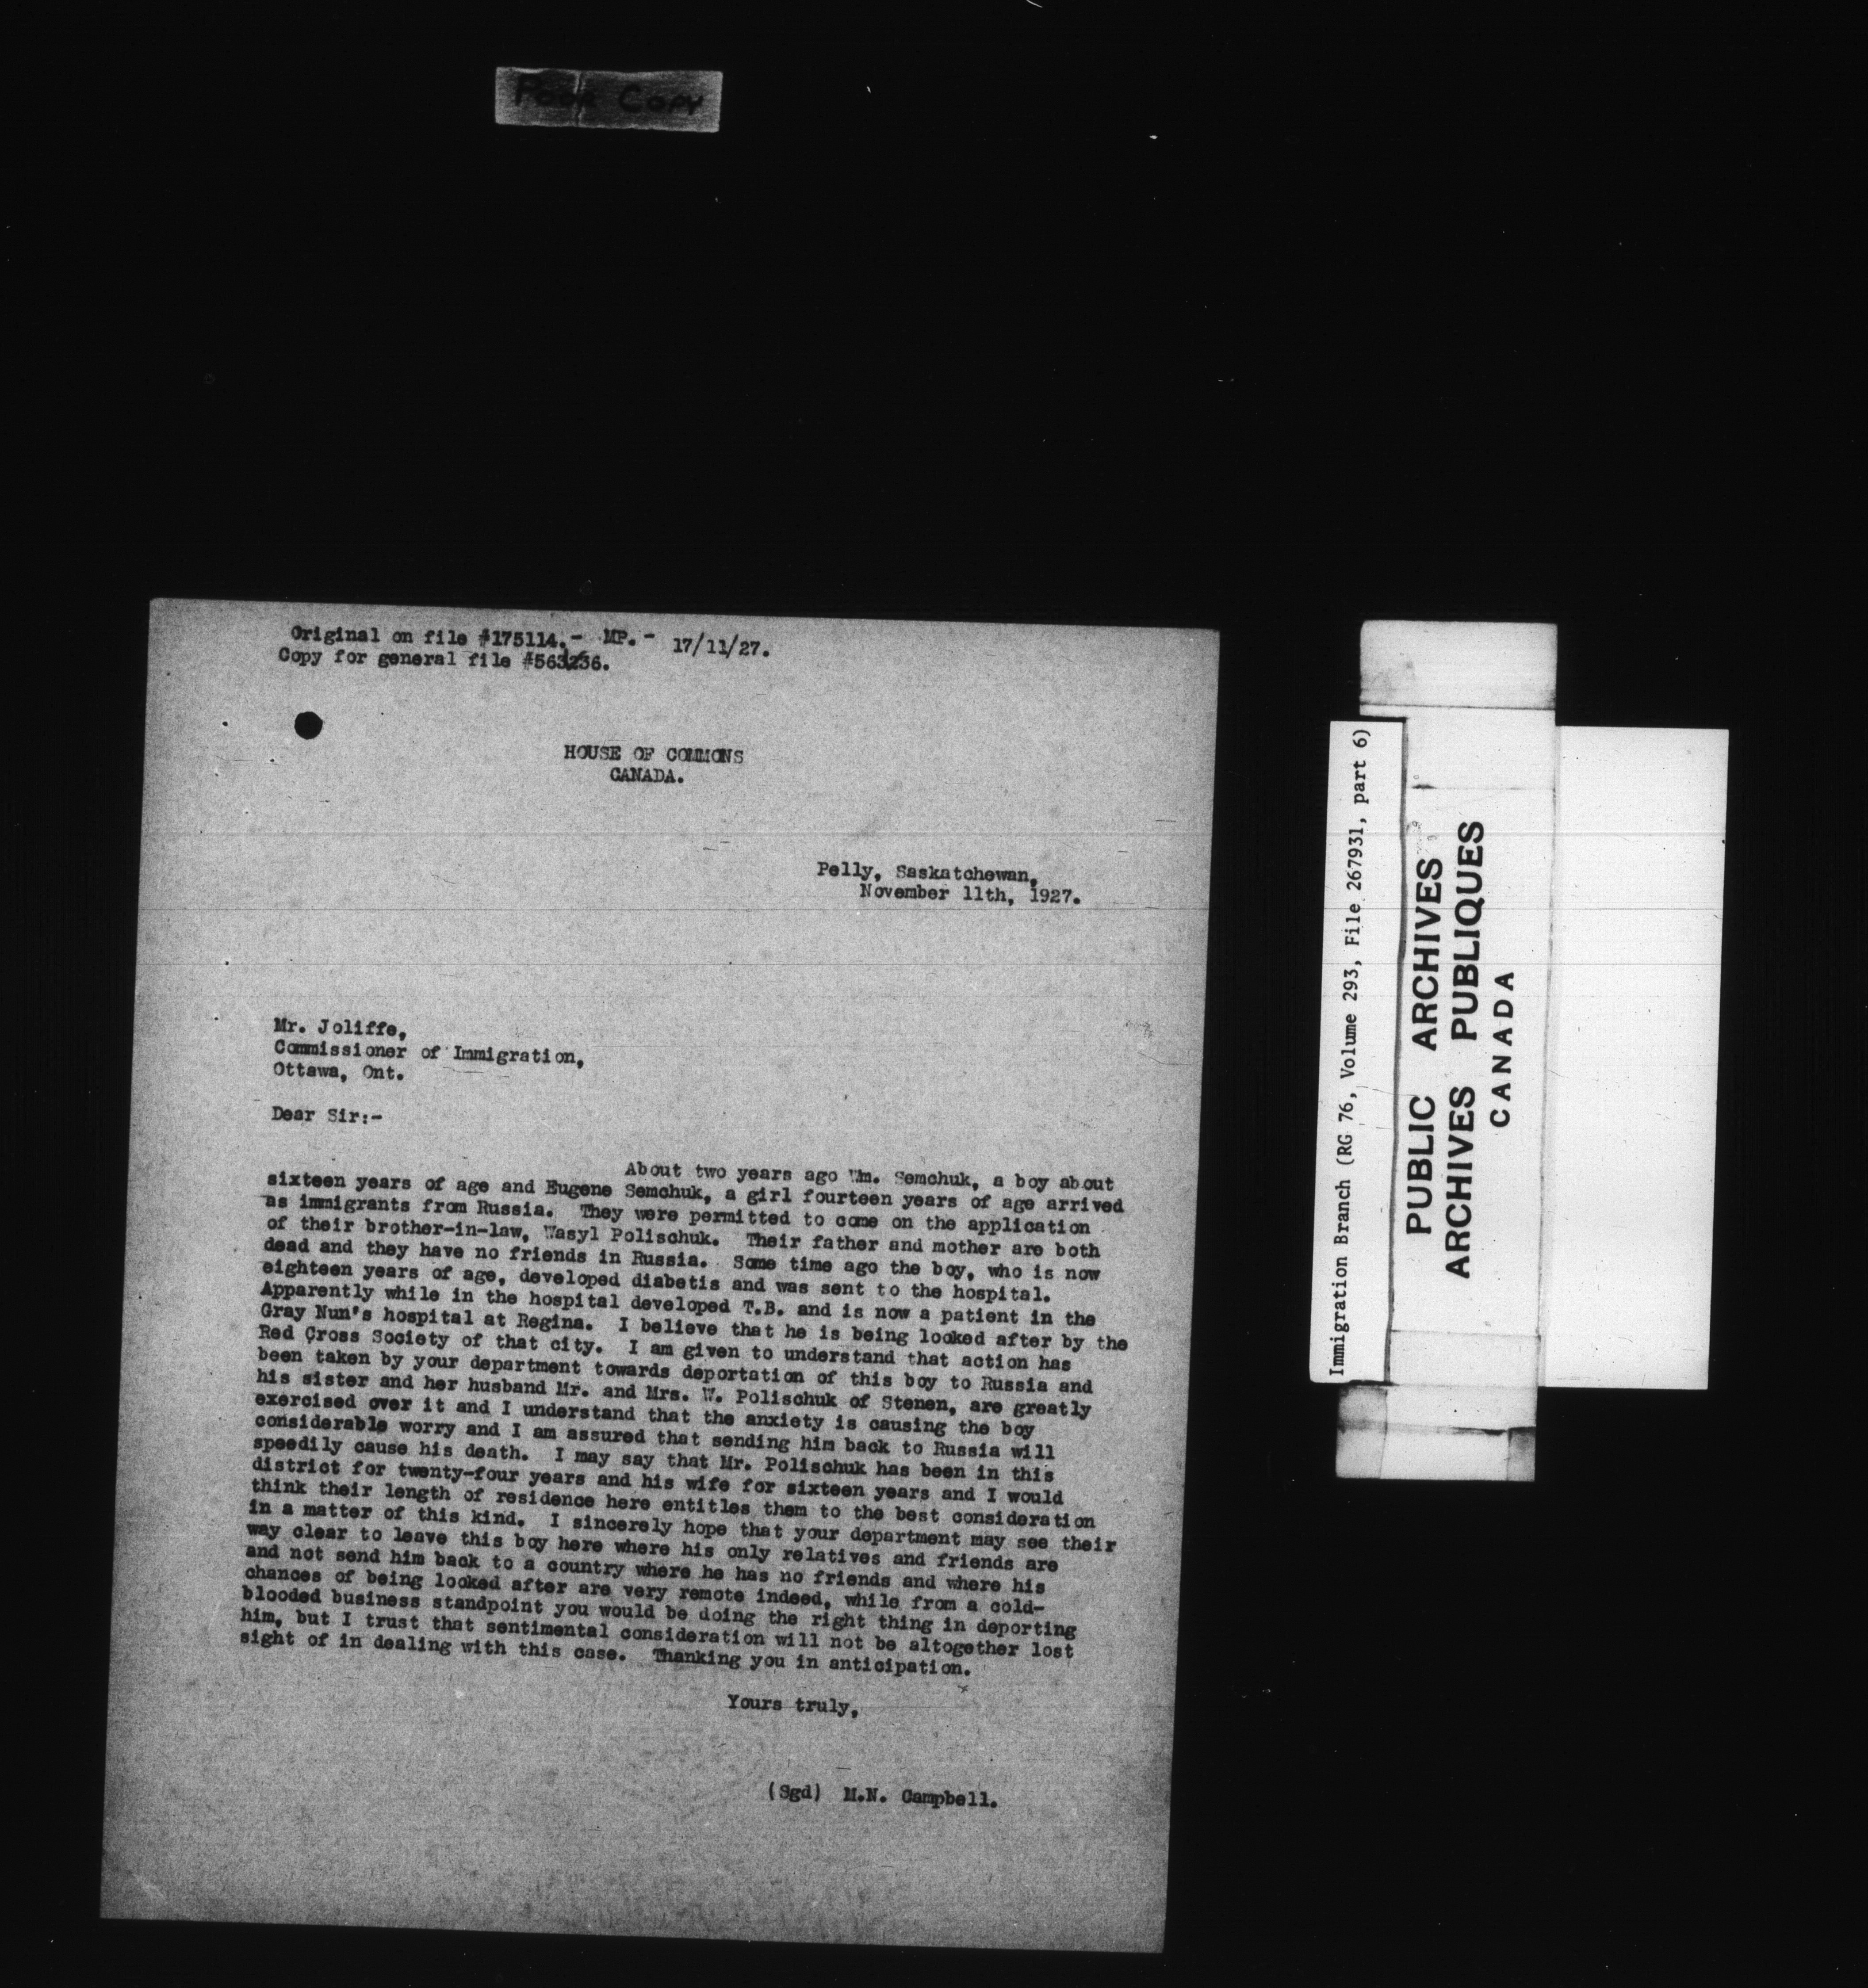 Poor Copy
Original on file #175114.- MP.- 17/11/27.
Copy for general file #563236.
HOUSE OF COMMONS
CANADA.
Pelly, Saskatchewan,
November 11th, 1927.
Mr. Joliffe,
Commissioner of Immigration,
Ottawa, Ont.
Dear Sir:-
About two years ago Wm. Semchuk, a boy about
sixteen years of age and Eugene Semchuk, a girl fourteen years of age arrived
as immigrants from Russia. They were permitted to come on the application
of their brother-in-law, Wasyl Polischuk. Their father and mother are both
dead and they have no friends in Russia. Some time ago the boy, who is now
eighteen years of age, developed diabetis and was sent to the hospital.
Apparently while in the hospital developed T.B. and is now a patient in the
Gray Nun's hospital at Regina. I believe that he is being looked after by the
Red Cross Society of that city. I am given to understand that action has
been taken by your department towards deportation of this boy to Russia and
his sister and her husband Mr. and Mrs. W. Polischuk of Stenen, are greatly
exercised over it and I understand that the anxiety is causing the boy
considerable worry and I am assured that sending him back to Russia will
speedily cause his death. I may say that Mr. Polischuk has been in this
district for twenty-four years and his wife for sixteen years and I would
think their length of residence here entitles them to the best consideration
in a matter of this kind. I sincerely hope that your department may see their
way clear to leave this boy here where his only relatives and friends are
and not send him back to a country where he has no friends and where his
chances of being looked after are very remote indeed, while from a cold-
blooded business standpoint you would be doing the right thing in deporting
him, but I trust that sentimental consideration will not be altogether lost
sight of in dealing with this case. Thanking you in anticipation.
Yours truly,
(Sgd) M.N. Campbell.
Immigration Branch (RG 76, Volume 293, File 267931, part 6)
PUBLIC ARCHIVES
ARCHIVES PUBLIQUES
CANADA